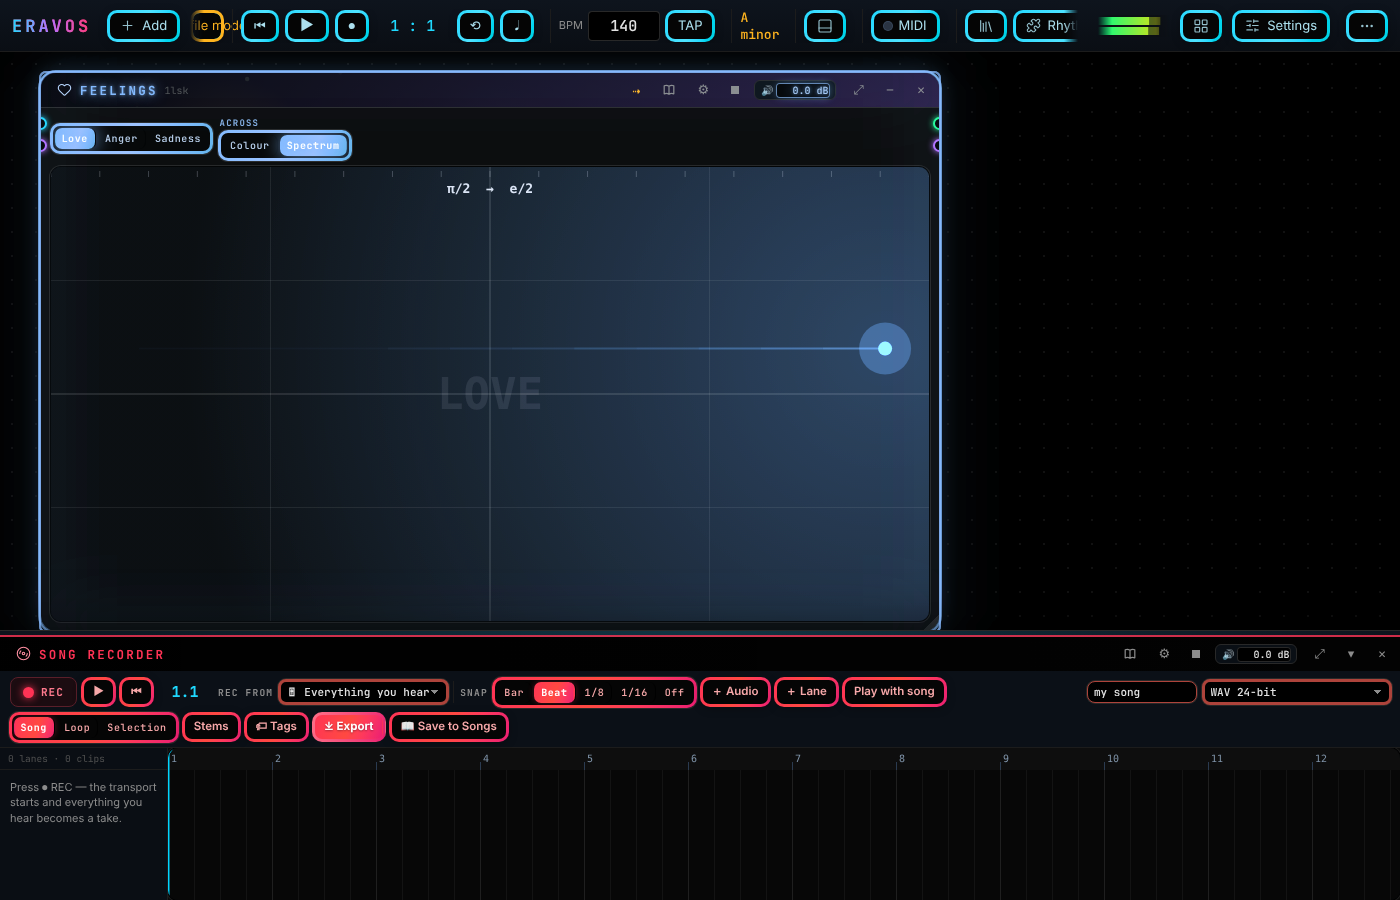 ERAVOS + Add ile mod 1 : 1 BPM 140 TAP A minor MIDI Rhyt Settings
FEELINGS 1lsk 0.0 dB
ACROSS
Love Anger Sadness Colour Spectrum
π/2 → e/2
LOVE
SONG RECORDER 0.0 dB
REC 1.1 REC FROM Everything you hear SNAP Bar Beat 1/8 1/16 Off + Audio + Lane Play with song my song WAV 24-bit
Song Loop Selection Stems Tags Export Save to Songs
0 lanes · 0 clips 1 2 3 4 5 6 7 8 9 10 11 12
Press ● REC — the transport
starts and everything you
hear becomes a take.